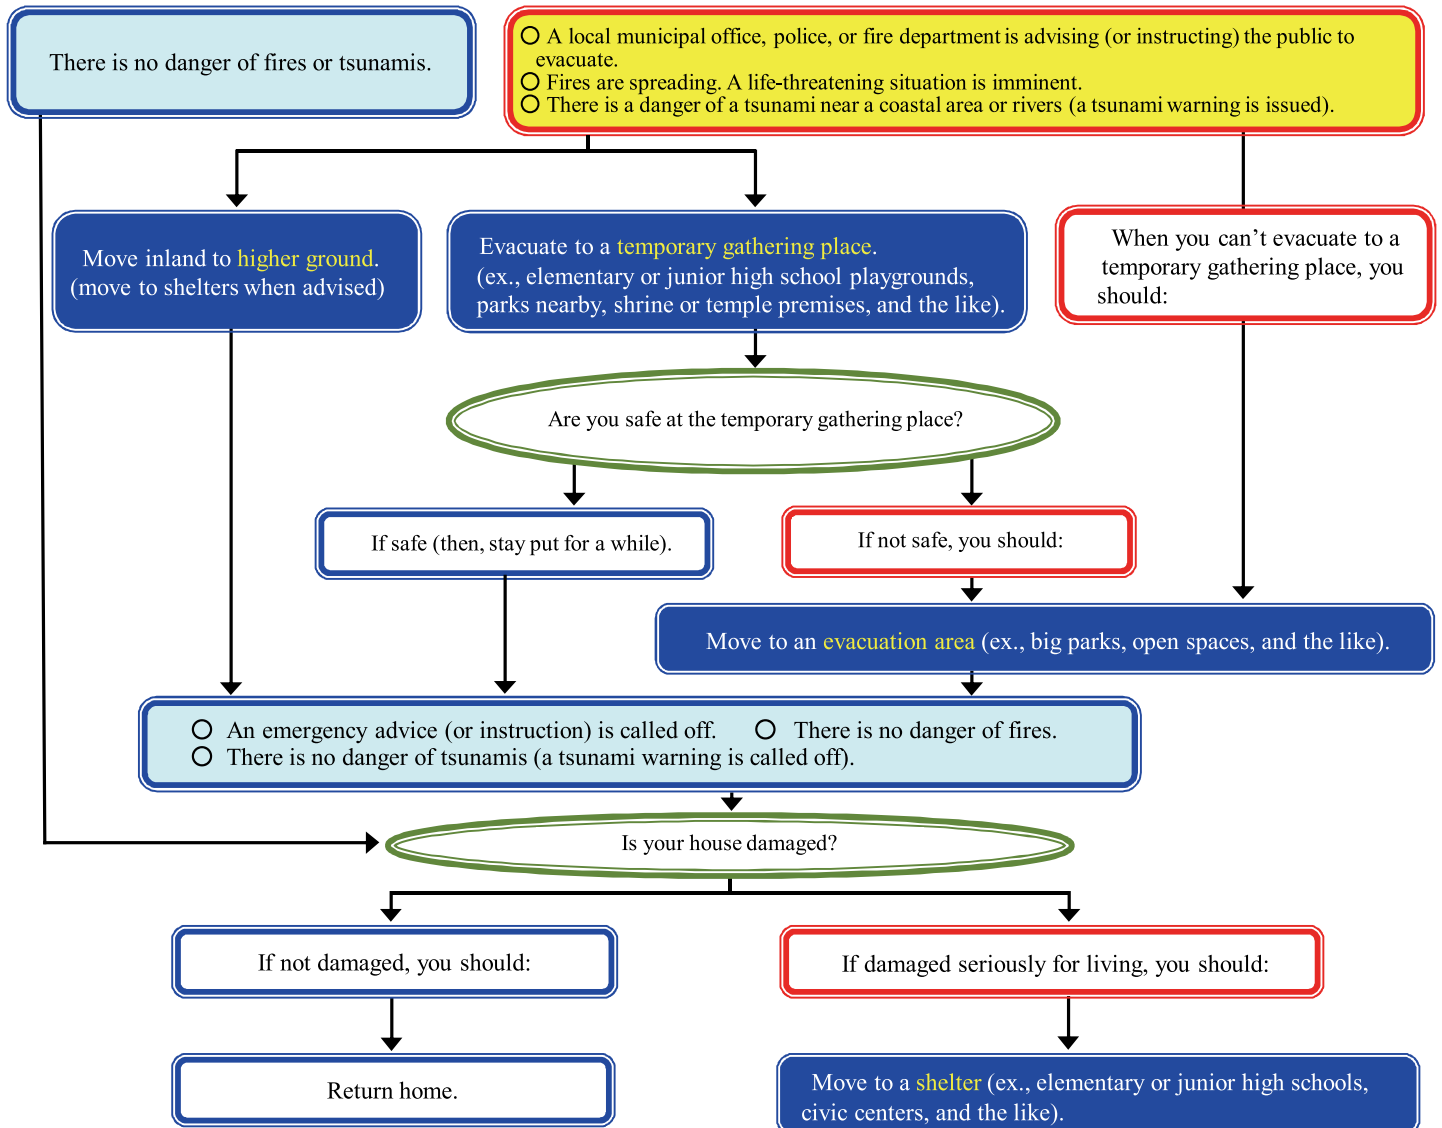 There is no danger of fires or tsunamis.
○ A local municipal office, police, or fire department is advising (or instructing) the public to
evacuate.
○ Fires are spreading. A life-threatening situation is imminent.
○ There is a danger of a tsunami near a coastal area or rivers (a tsunami warning is issued).
Move inland to higher ground.
(move to shelters when advised)
Evacuate to a temporary gathering place.
(ex., elementary or junior high school playgrounds,
parks nearby, shrine or temple premises, and the like).
When you can’t evacuate to a
temporary gathering place, you
should:
Are you safe at the temporary gathering place?
If safe (then, stay put for a while).
If not safe, you should:
Move to an evacuation area (ex., big parks, open spaces, and the like).
○ An emergency advice (or instruction) is called off. ○ There is no danger of fires.
○ There is no danger of tsunamis (a tsunami warning is called off).
Is your house damaged?
If not damaged, you should:
If damaged seriously for living, you should:
Return home.
Move to a shelter (ex., elementary or junior high schools,
civic centers, and the like).